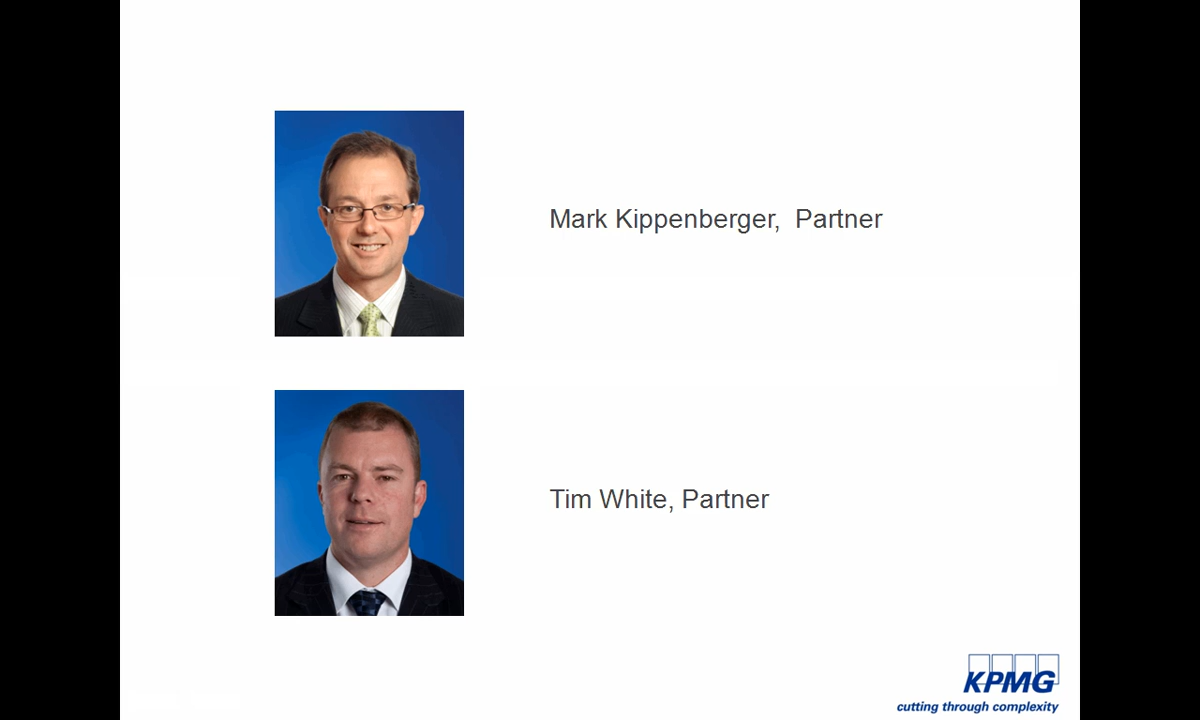 Mark Kippenberger,  Partner
Tim White, Partner
KPMG
cutting through complexity